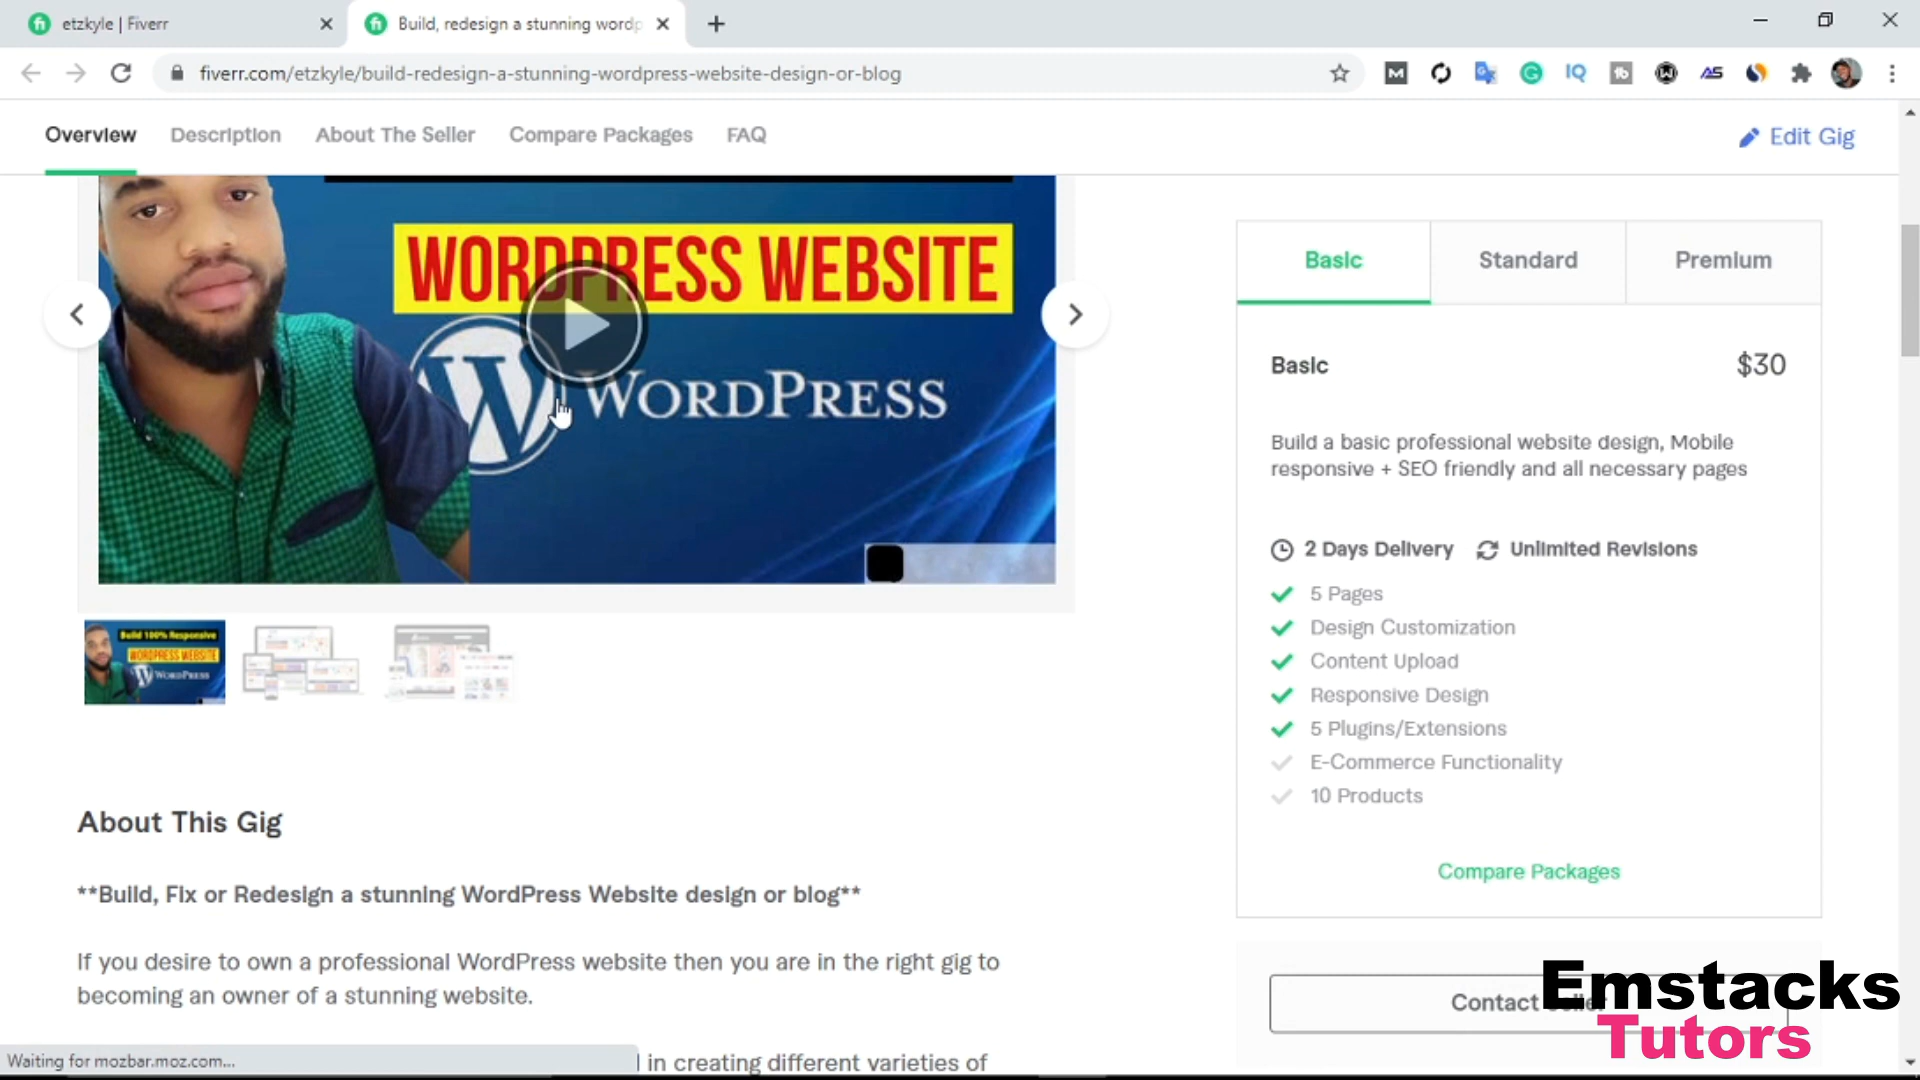 etzkyle | Fiverr
Build, redesign a stunning wordp
fiverr.com/etzkyle/build-redesign-a-stunning-wordpress-website-design-or-blog
Overview Description About The Seller Compare Packages FAQ
Edit Gig
WORDPRESS WEBSITE
WORDPRESS
Build 100% Responsive
WORDPRESS WEBSITE
WORDPRESS
About This Gig
**Build, Fix or Redesign a stunning WordPress Website design or blog**
If you desire to own a professional WordPress website then you are in the right gig to
becoming an owner of a stunning website.
in creating different varieties of
Waiting for mozbar.moz.com...
Basic Standard Premium
Basic $30
Build a basic professional website design, Mobile
responsive + SEO friendly and all necessary pages
2 Days Delivery Unlimited Revisions
5 Pages
Design Customization
Content Upload
Responsive Design
5 Plugins/Extensions
E-Commerce Functionality
10 Products
Compare Packages
Contact
Emstacks
Tutors